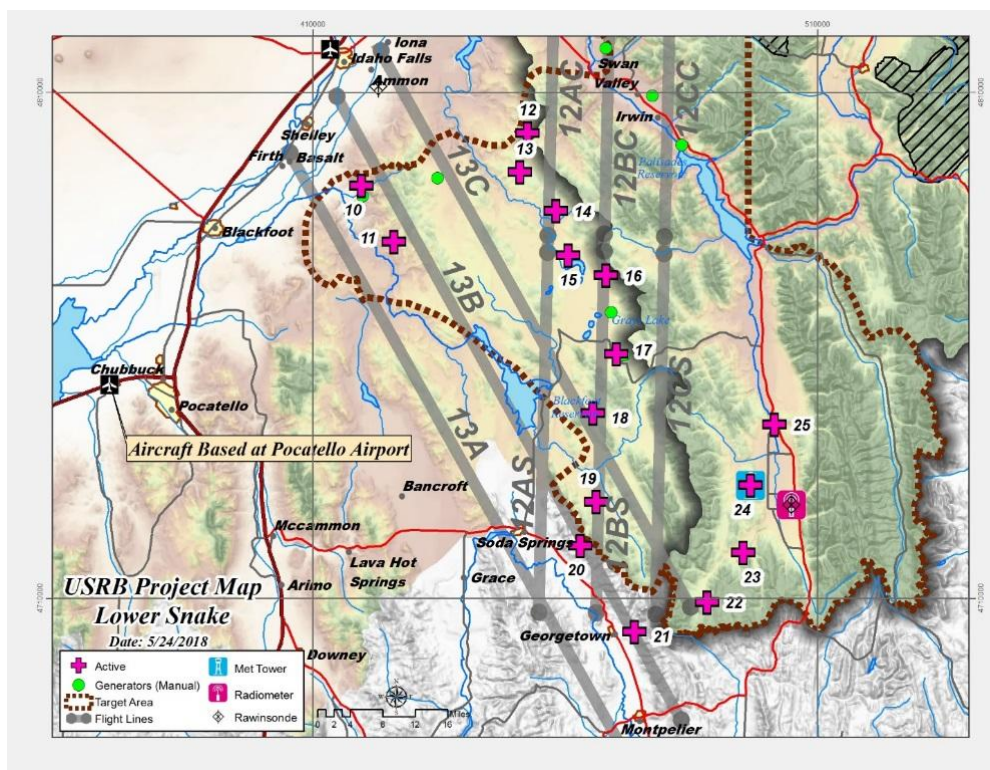 410000
510000
Iona
Idaho Falls
Ammon
Swan
Valley
4810000
4810000
12
12AC
12CC
Irwin
Shelley
13
12BC
Firth
Basalt
13C
Palisades
Reservoir
10
14
Blackfoot
11
15
16
13B
Grays Lake
17
Chubbuck
12CS
Pocatello
Blackfoot
Reservoir
18
25
13A
Aircraft Based at Pocatello Airport
19
12AS
Bancroft
24
12BS
Mccammon
Soda Springs
20
23
Lava Hot
Springs
Grace
USRB Project Map
Arimo
22
4710000
4710000
Lower Snake
Georgetown
21
Date: 5/24/2018
Downey
Active
Met Tower
Generators (Manual)
Radiometer
Target Area
Flight Lines
Rawinsonde
Miles
0 2 4 8 12 16
Montpelier